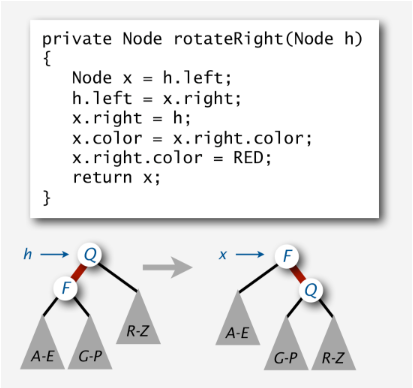 private Node rotateRight(Node h)
{
Node x = h.left;
h.left = x.right;
x.right = h;
x.color = x.right.color;
x.right.color = RED;
return x;
}
h
Q
F
A-E
G-P
R-Z
x
F
Q
A-E
G-P
R-Z